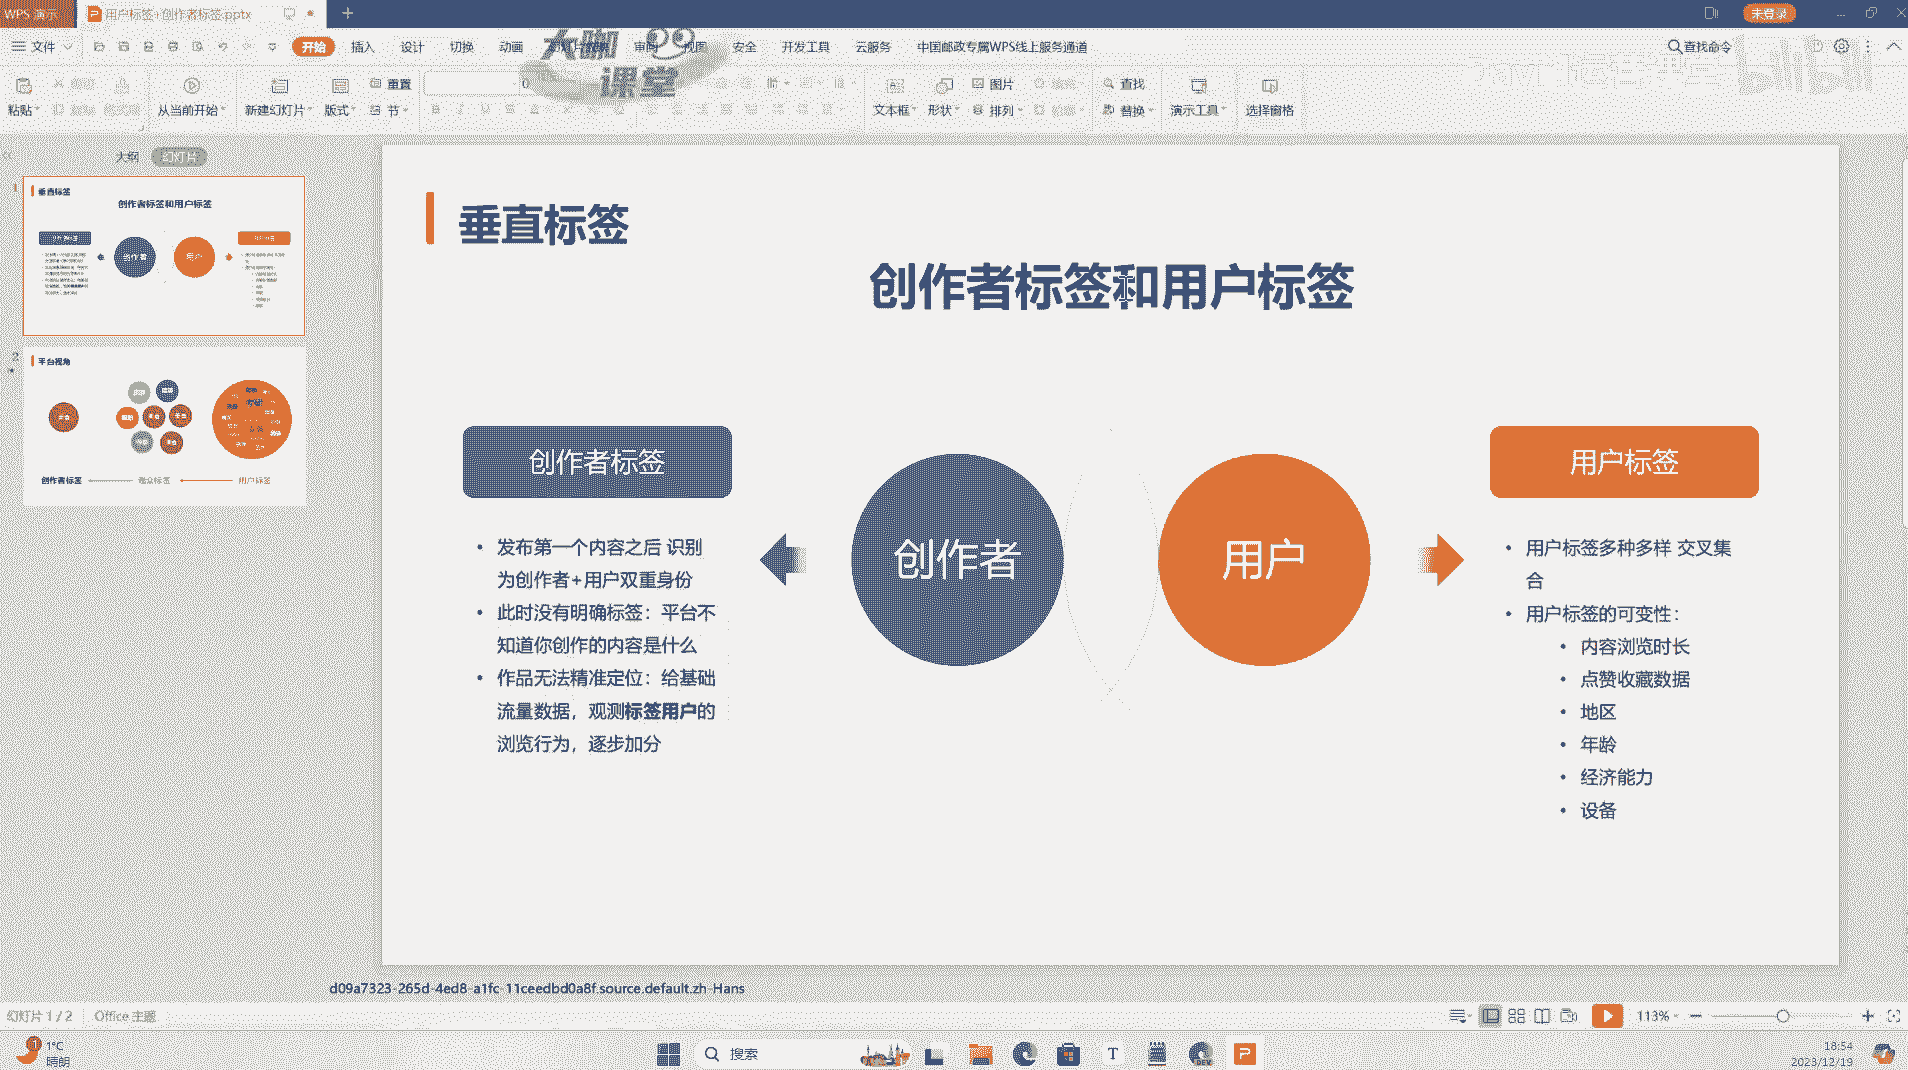 WPS 演示
用户标签+创作者标签.pptx
未登录
文件
开始
插入
设计
切换
动画
审阅
视图
安全
开发工具
云服务
中国邮政专属WPS线上服务通道
查找命令
大咖
课堂
bilibili
粘贴
从当前开始
新建幻灯片
版式
重置
节
文本框
形状
图片
排列
查找
替换
演示工具
选择窗格
大纲
幻灯片
1
垂直标签
创作者标签和用户标签
创作者
用户
2
平台视角
创作者标签
用户标签
垂直标签
创作者标签和用户标签
创作者标签
• 发布第一个内容之后 识别
为创作者+用户双重身份
• 此时没有明确标签：平台不
知道你创作的内容是什么
• 作品无法精准定位：给基础
流量数据，观测标签用户的
浏览行为，逐步加分
创作者
用户
用户标签
• 用户标签多种多样 交叉集
合
• 用户标签的可变性：
• 内容浏览时长
• 点赞收藏数据
• 地区
• 年龄
• 经济能力
• 设备
d09a7323-265d-4ed8-a1fc-11ceedbd0a8f.source.default.zh-Hans
幻灯片 1 / 2
Office 主题
113%
1°C
晴朗
搜索
18:54
2023/12/19